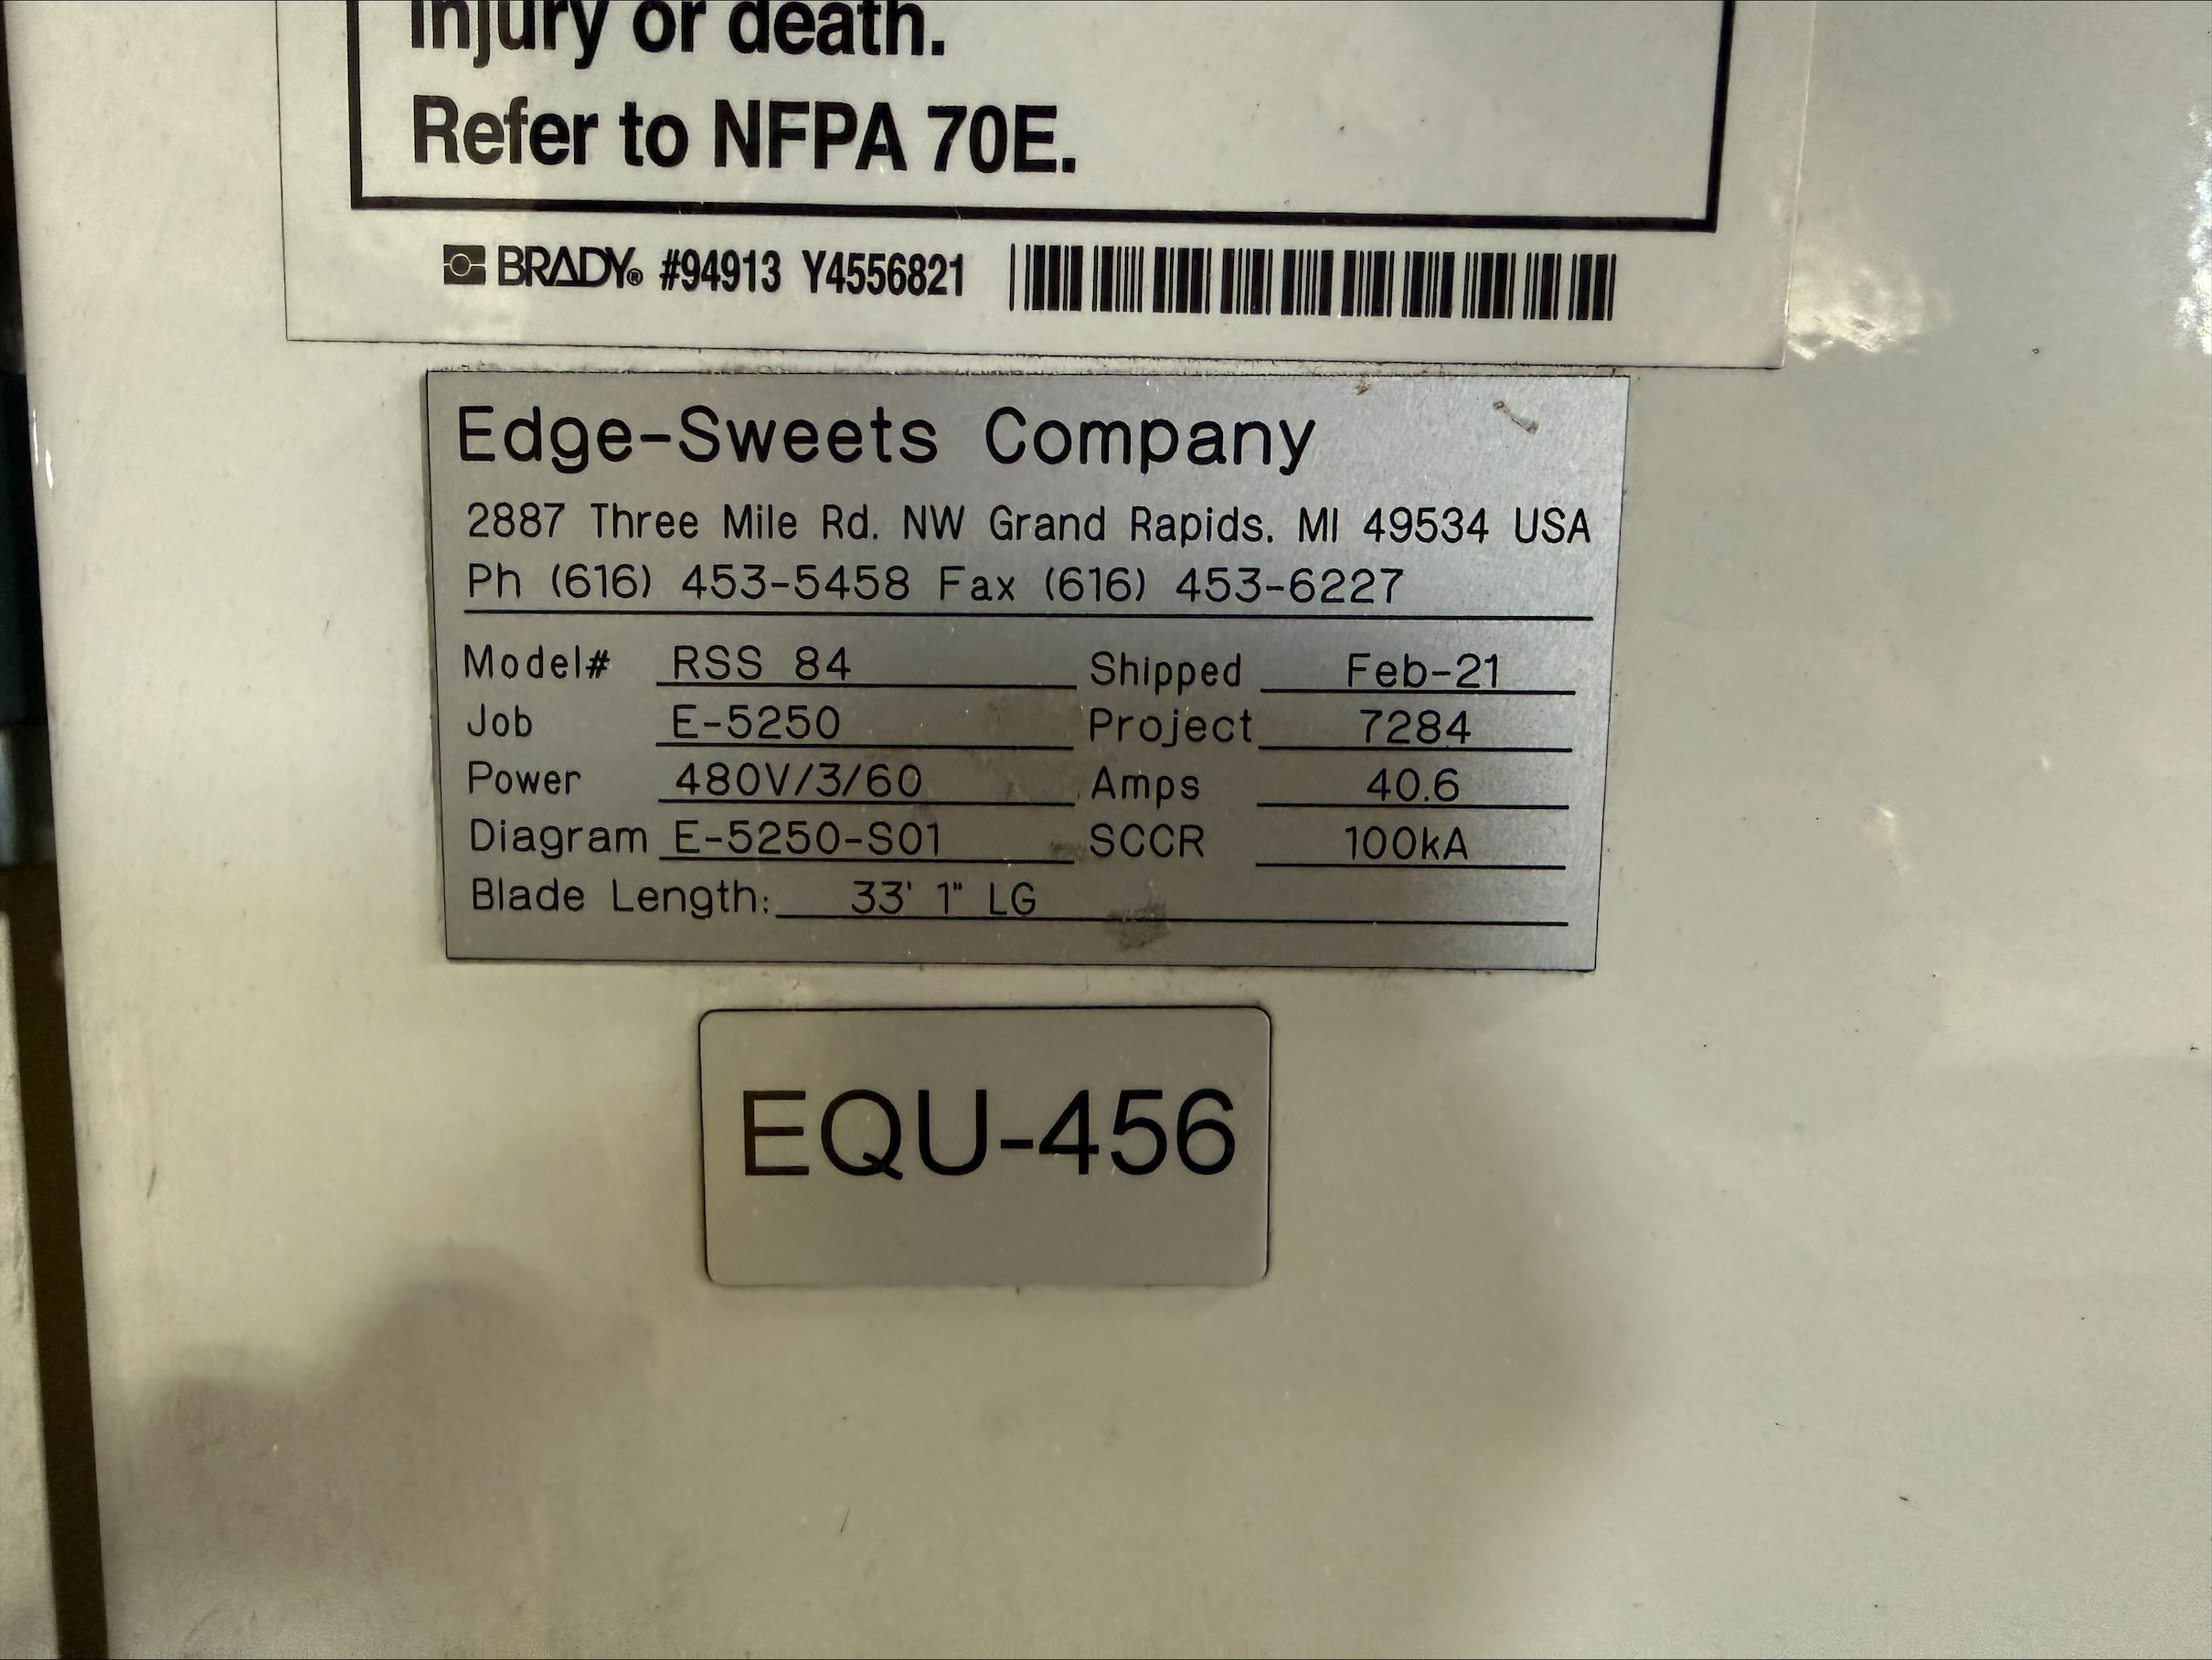 injury or death.
Refer to NFPA 70E.
BRADY® #94913 Y4556821
Edge-Sweets Company
2887 Three Mile Rd. NW Grand Rapids, MI 49534 USA
Ph (616) 453-5458 Fax (616) 453-6227
Model# RSS 84 Shipped Feb-21
Job E-5250 Project 7284
Power 480V/3/60 Amps 40.6
Diagram E-5250-S01 SCCR 100kA
Blade Length: 33' 1" LG
EQU-456